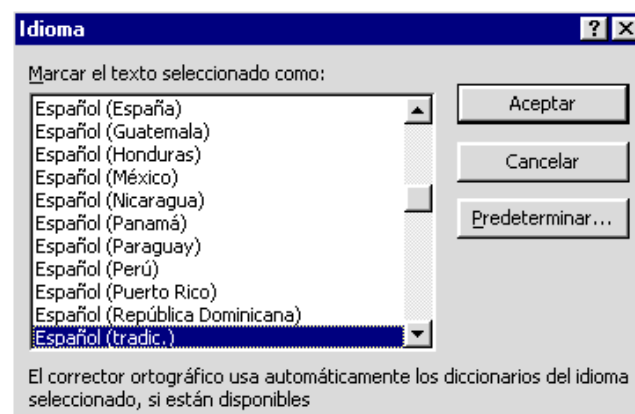 Idioma
Marcar el texto seleccionado como:
Español (España)
Español (Guatemala)
Español (Honduras)
Español (México)
Español (Nicaragua)
Español (Panamá)
Español (Paraguay)
Español (Perú)
Español (Puerto Rico)
Español (República Dominicana)
Español (tradic.)
Aceptar
Cancelar
Predeterminar...
El corrector ortográfico usa automáticamente los diccionarios del idioma
seleccionado, si están disponibles